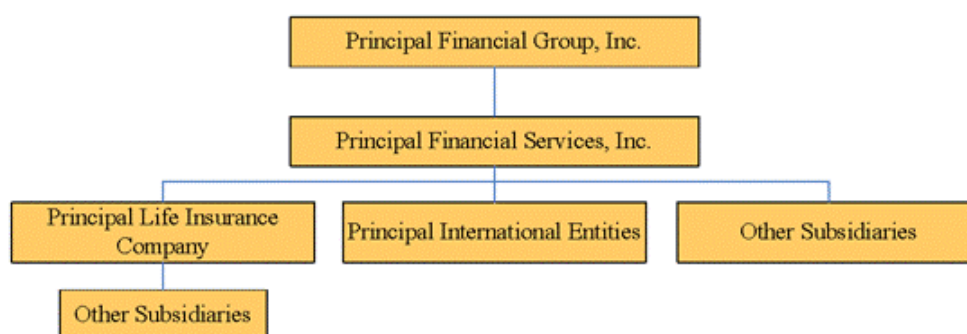 Principal Financial Group, Inc.
Principal Financial Services, Inc.
Principal Life Insurance
Company
Principal International Entities
Other Subsidiaries
Other Subsidiaries